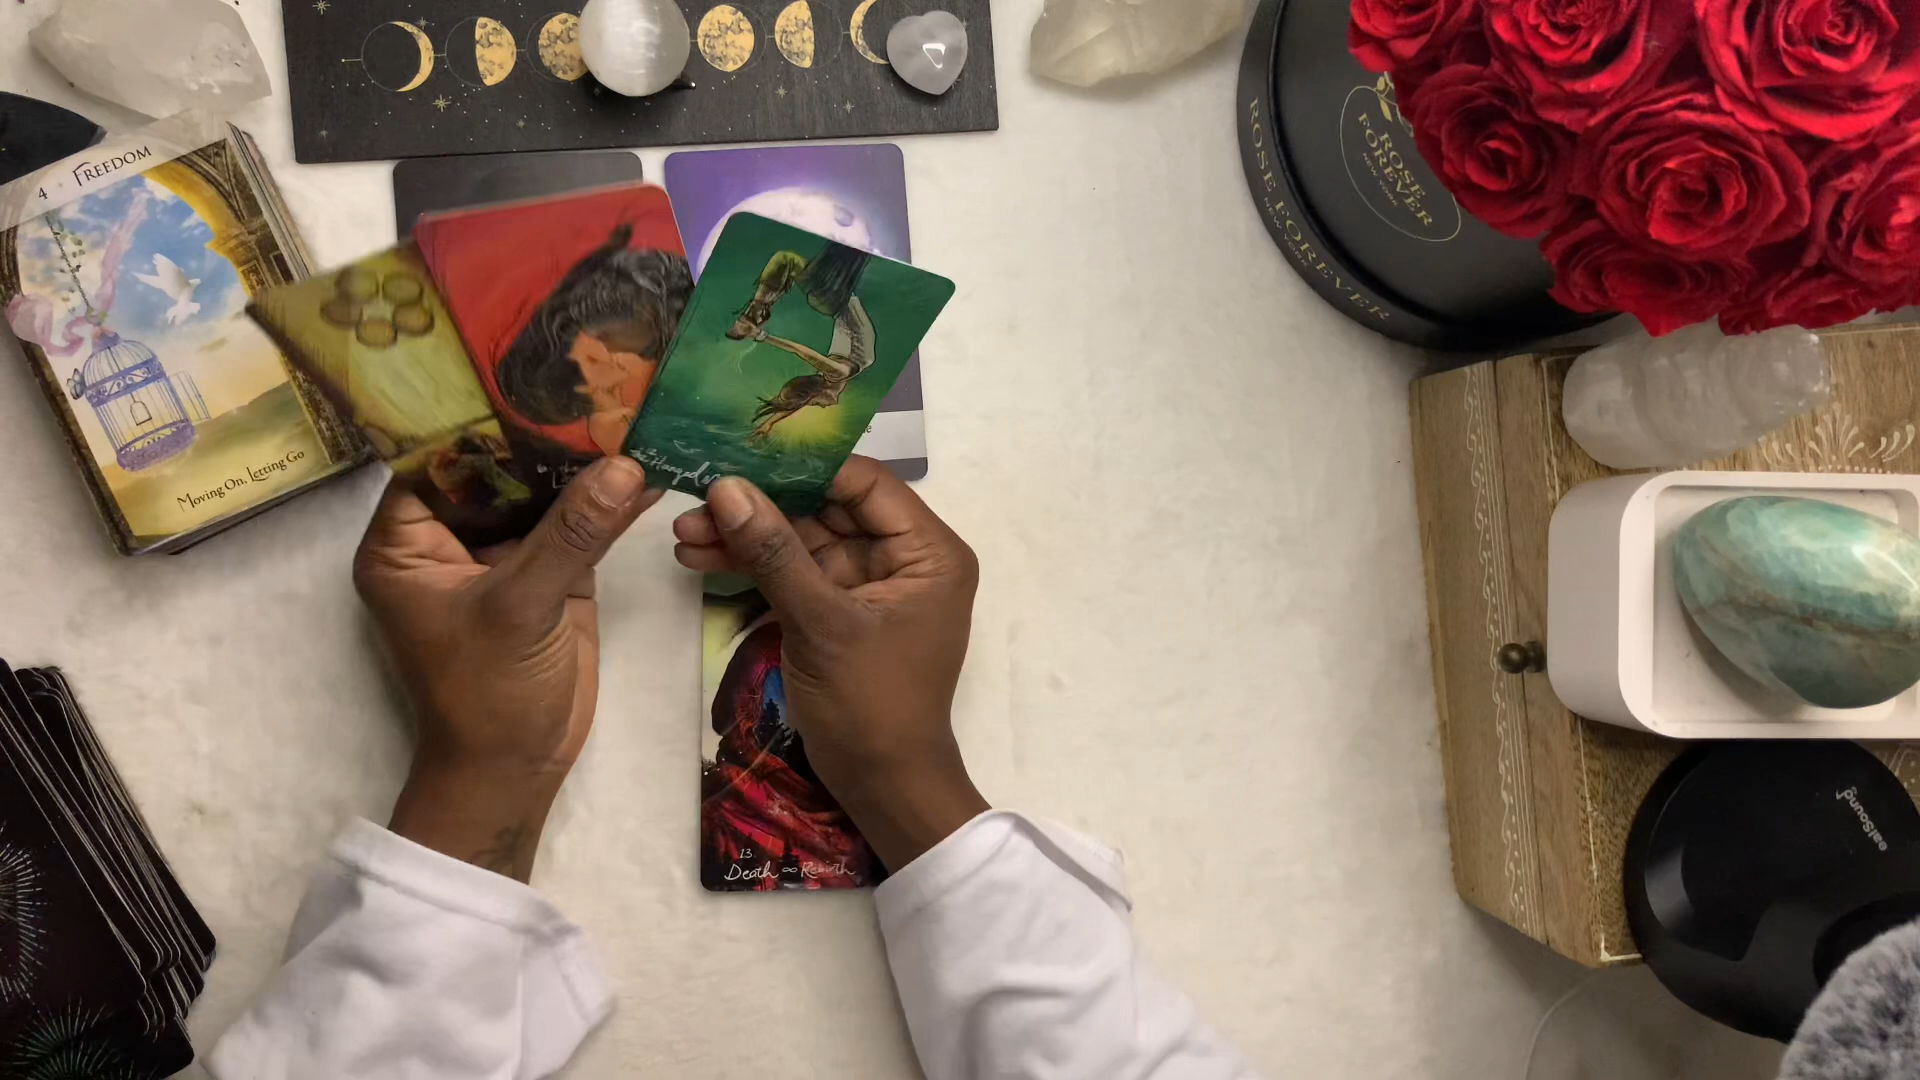 4 FREEDOM
Moving On, Letting Go
ROSE
FOREVER
NEW YORK
ROSE FOREVER
NEW YORK
13.
Death ∞ Rebirth